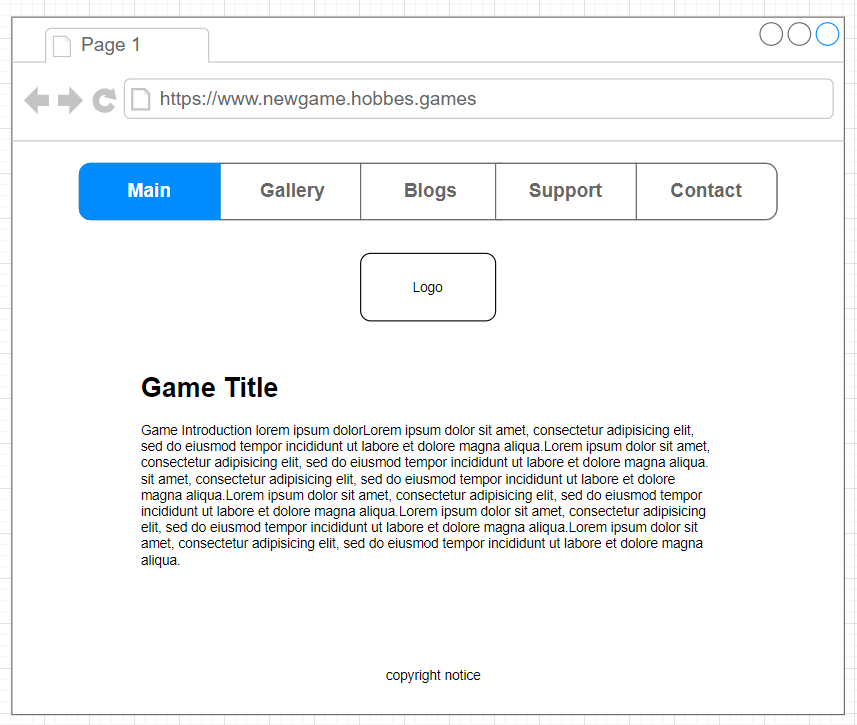 Page 1
https://www.newgame.hobbes.games
Main Gallery Blogs Support Contact
Logo
Game Title
Game Introduction lorem ipsum dolorLorem ipsum dolor sit amet, consectetur adipisicing elit,
sed do eiusmod tempor incididunt ut labore et dolore magna aliqua.Lorem ipsum dolor sit amet,
consectetur adipisicing elit, sed do eiusmod tempor incididunt ut labore et dolore magna aliqua.
sit amet, consectetur adipisicing elit, sed do eiusmod tempor incididunt ut labore et dolore
magna aliqua.Lorem ipsum dolor sit amet, consectetur adipisicing elit, sed do eiusmod tempor
incididunt ut labore et dolore magna aliqua.Lorem ipsum dolor sit amet, consectetur adipisicing
elit, sed do eiusmod tempor incididunt ut labore et dolore magna aliqua.Lorem ipsum dolor sit
amet, consectetur adipisicing elit, sed do eiusmod tempor incididunt ut labore et dolore magna
aliqua.
copyright notice